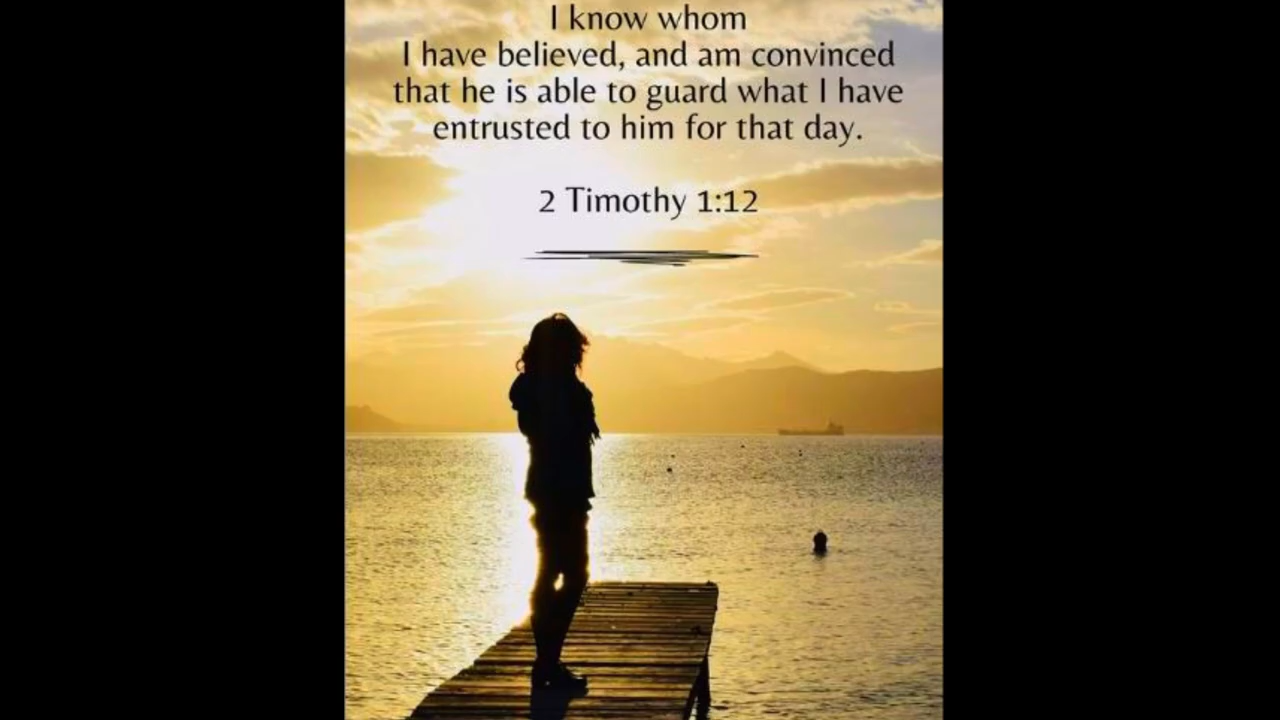 I know whom
I have believed, and am convinced
that he is able to guard what I have
entrusted to him for that day.
2 Timothy 1:12